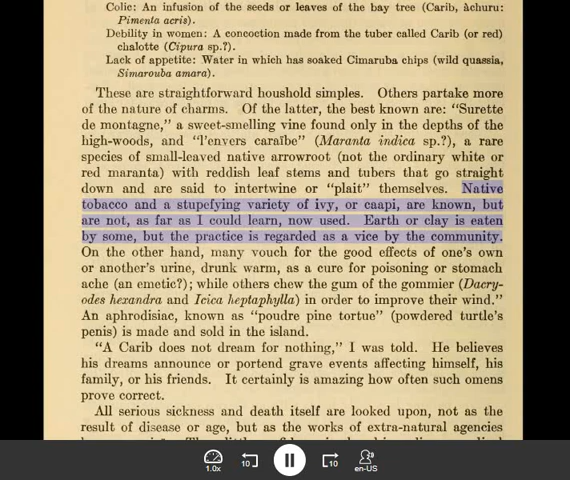 Colic: An infusion of the seeds or leaves of the bay tree (Carib, àchuru:
Pimenta acris).
Debility in women: A concoction made from the tuber called Carib (or red)
chalotte (Cipura sp.?).
Lack of appetite: Water in which has soaked Cimaruba chips (wild quassia,
Simarouba amara).
These are straightforward houshold simples. Others partake more
of the nature of charms. Of the latter, the best known are: “Surette
de montagne,” a sweet-smelling vine found only in the depths of the
high-woods, and “l’envers caraïbe” (Maranta indica sp.?), a rare
species of small-leaved native arrowroot (not the ordinary white or
red maranta) with reddish leaf stems and tubers that go straight
down and are said to intertwine or “plait” themselves. Native
tobacco and a stupefying variety of ivy, or caapi, are known, but
are not, as far as I could learn, now used. Earth or clay is eaten
by some, but the practice is regarded as a vice by the community.
On the other hand, many vouch for the good effects of one’s own
or another’s urine, drunk warm, as a cure for poisoning or stomach
ache (an emetic?); while others chew the gum of the gommier (Dacry-
odes hexandra and Icica heptaphylla) in order to improve their wind.”
An aphrodisiac, known as “poudre pine tortue” (powdered turtle’s
penis) is made and sold in the island.
“A Carib does not dream for nothing,” I was told. He believes
his dreams announce or portend grave events affecting himself, his
family, or his friends. It certainly is amazing how often such omens
prove correct.
All serious sickness and death itself are looked upon, not as the
result of disease or age, but as the works of extra-natural agencies
1.0x
10
10
en-US